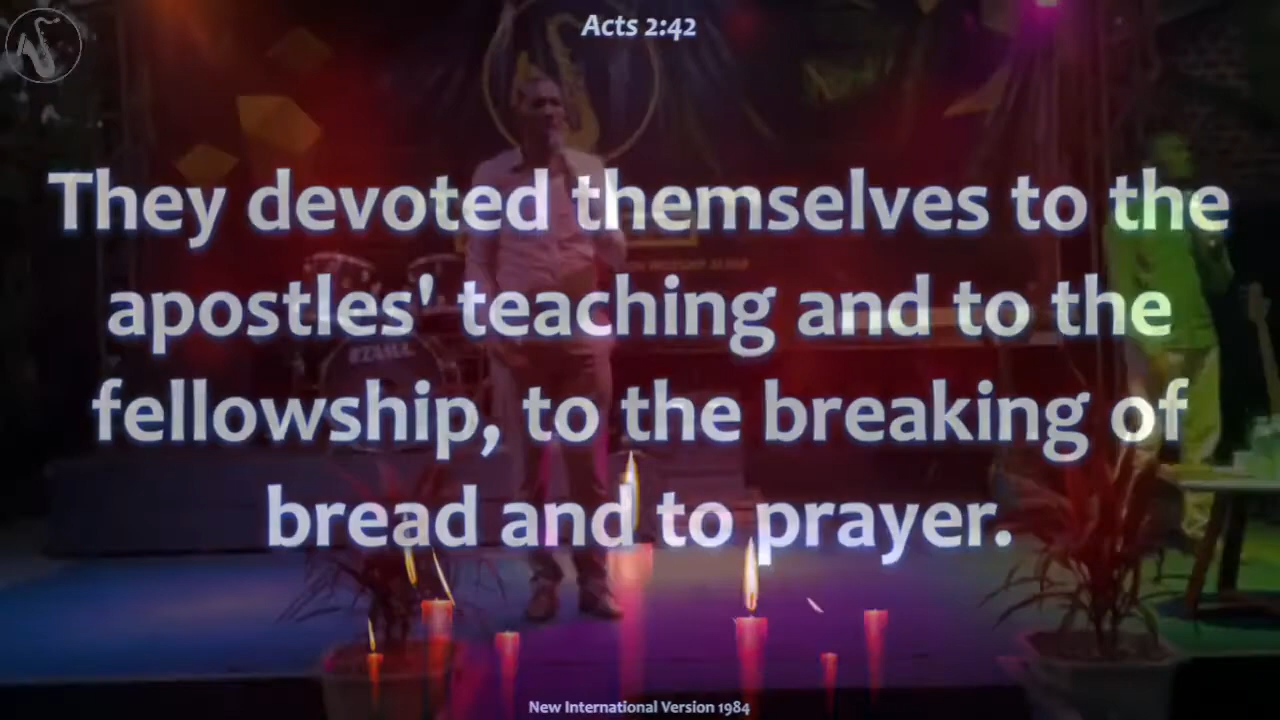 Acts 2:42
They devoted themselves to the
apostles' teaching and to the
fellowship, to the breaking of
bread and to prayer.
TAMA
New International Version 1984